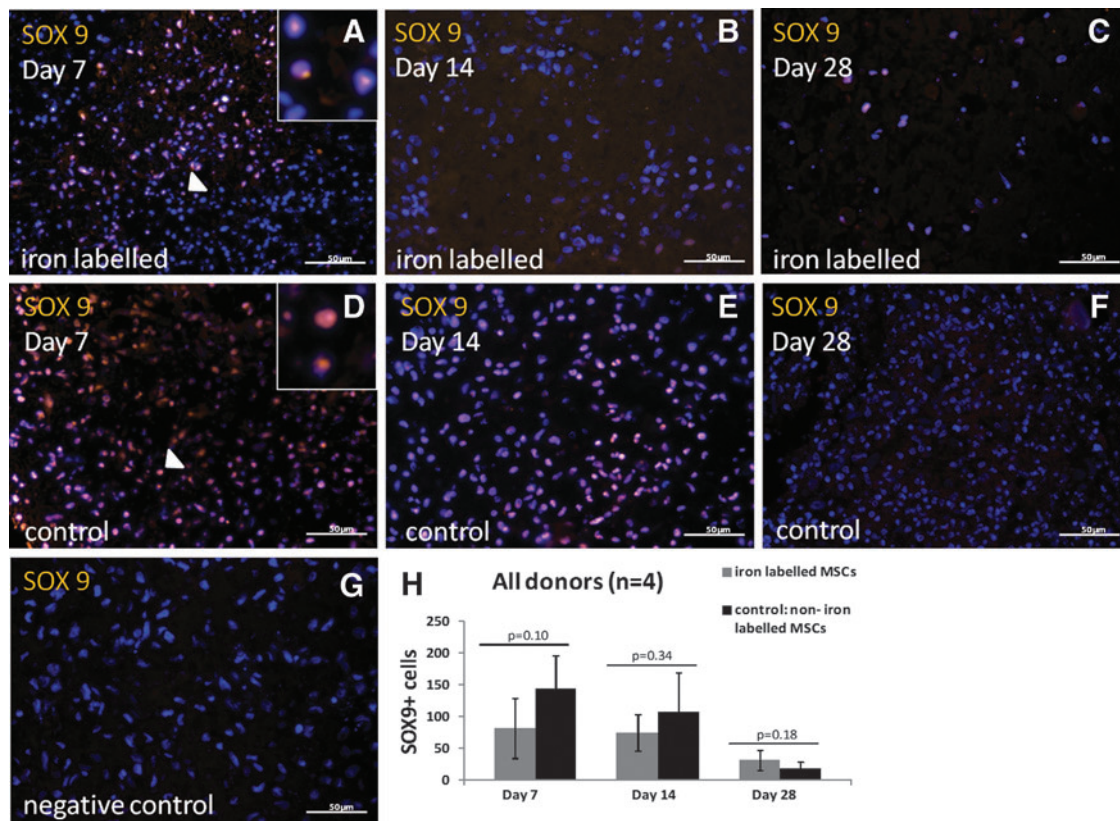 SOX 9
A
Day 7
iron labelled
50μm
SOX 9
B
Day 14
iron labelled
50μm
SOX 9
C
Day 28
iron labelled
50μm
SOX 9
D
Day 7
control
50μm
SOX 9
E
Day 14
control
50μm
SOX 9
F
Day 28
control
50μm
SOX 9
G
negative control
50μm
H
All donors (n=4)
iron labelled MSCs
control: non- iron
labelled MSCs
SOX9+ cells
250
200
150
100
50
0
p=0.10
p=0.34
p=0.18
Day 7
Day 14
Day 28